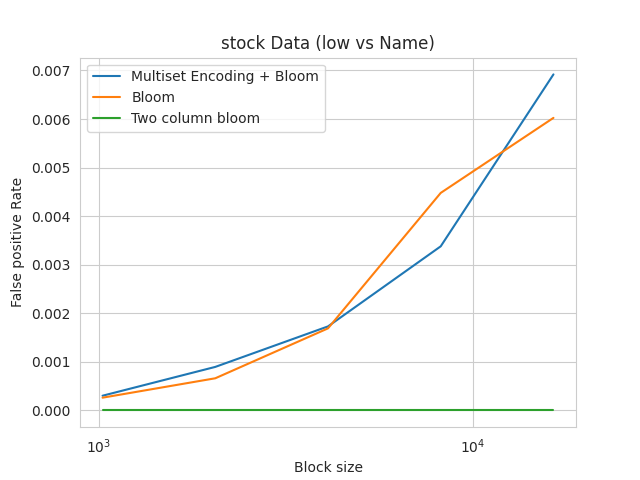 stock Data (low vs Name)
Multiset Encoding + Bloom
Bloom
Two column bloom
False positive Rate
0.007
0.006
0.005
0.004
0.003
0.002
0.001
0.000
10³
10⁴
Block size